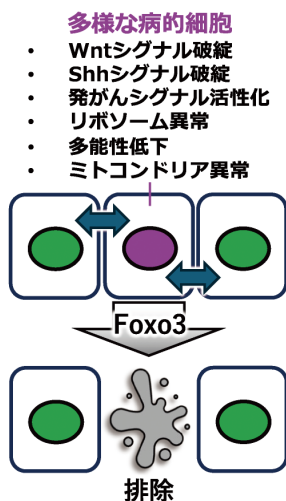 多様な病的細胞
• Wntシグナル破綻
• Shhシグナル破綻
• 発がんシグナル活性化
• リボソーム異常
• 多能性低下
• ミトコンドリア異常
Foxo3
排除